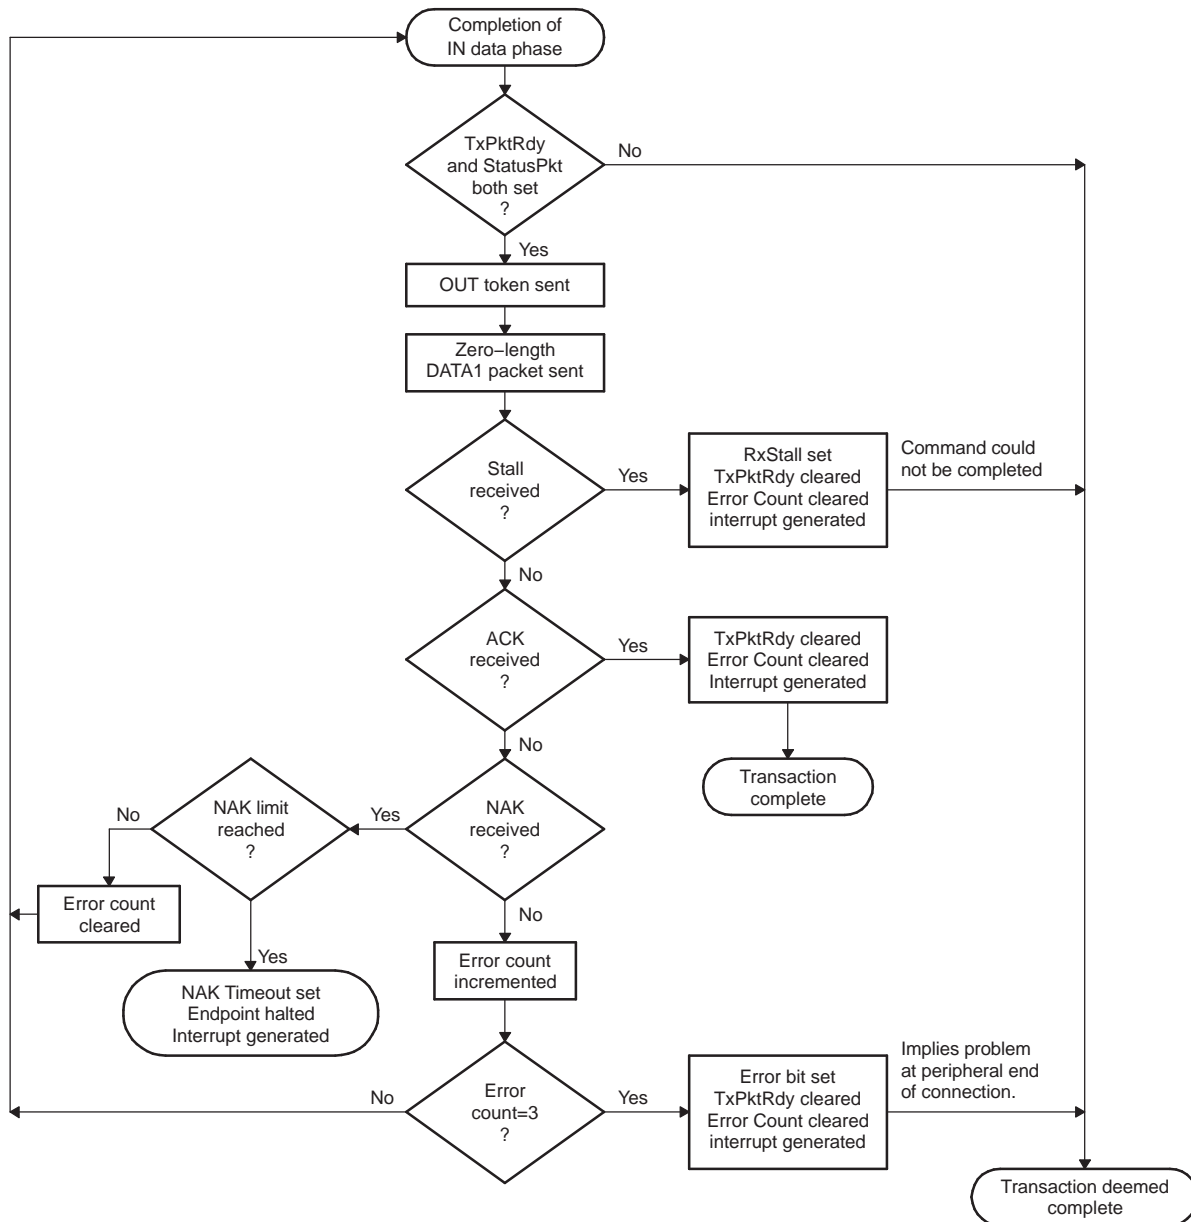 Completion of
IN data phase
TxPktRdy
and StatusPkt
both set
?
No
Yes
OUT token sent
Zero−length
DATA1 packet sent
Stall
received
?
Yes
RxStall set
TxPktRdy cleared
Error Count cleared
interrupt generated
Command could
not be completed
No
ACK
received
?
Yes
TxPktRdy cleared
Error Count cleared
Interrupt generated
No
Transaction
complete
NAK
received
?
Yes
NAK limit
reached
?
No
Error count
cleared
Yes
NAK Timeout set
Endpoint halted
Interrupt generated
No
Error count
incremented
Error
count=3
?
No
Yes
Error bit set
TxPktRdy cleared
Error Count cleared
interrupt generated
Implies problem
at peripheral end
of connection.
Transaction deemed
complete